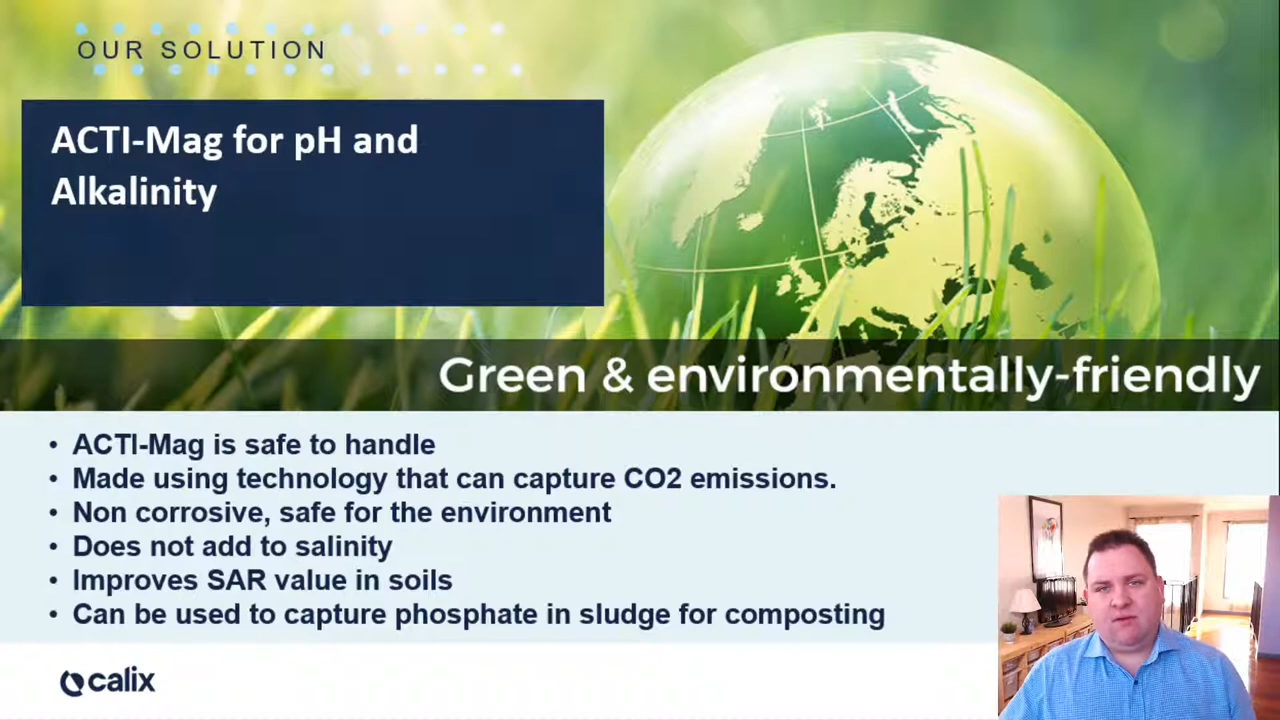 OUR SOLUTION
ACTI-Mag for pH and
Alkalinity
Green & environmentally-friendly
• ACTI-Mag is safe to handle
• Made using technology that can capture CO2 emissions.
• Non corrosive, safe for the environment
• Does not add to salinity
• Improves SAR value in soils
• Can be used to capture phosphate in sludge for composting
calix